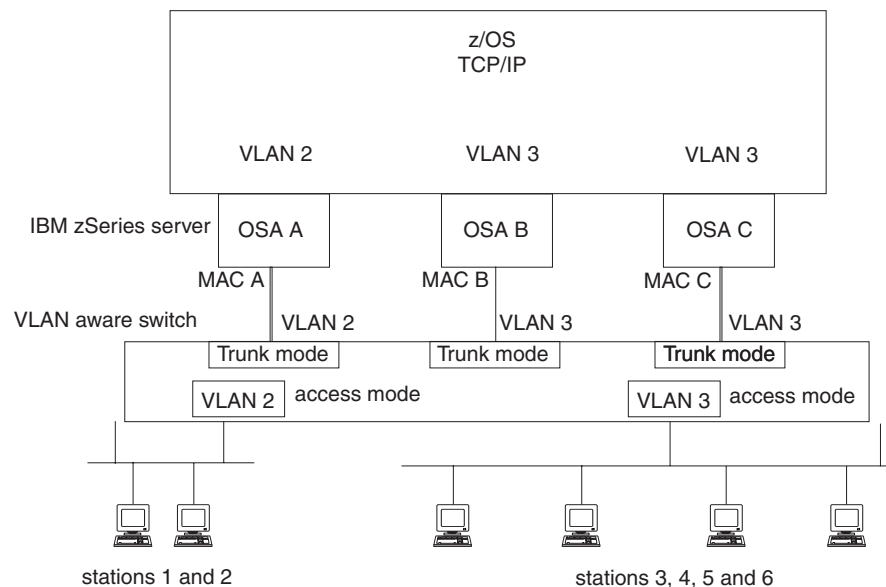 z/OS
TCP/IP
VLAN 2
VLAN 3
VLAN 3
IBM zSeries server
OSA A
OSA B
OSA C
MAC A
MAC B
MAC C
VLAN aware switch
VLAN 2
VLAN 3
VLAN 3
Trunk mode
Trunk mode
Trunk mode
VLAN 2
access mode
VLAN 3
access mode
stations 1 and 2
stations 3, 4, 5 and 6